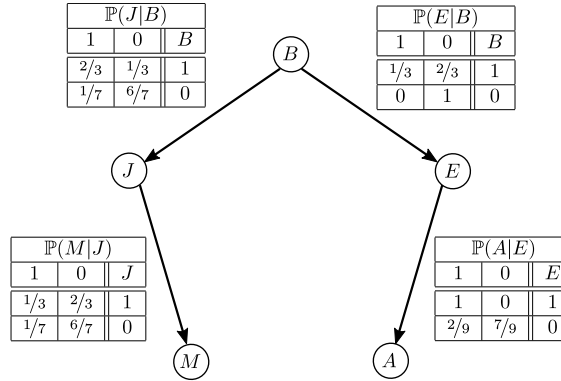 ℙ(J|B)
1 0 B
2/3 1/3 1
1/7 6/7 0
ℙ(E|B)
1 0 B
1/3 2/3 1
0 1 0
B
J
E
ℙ(M|J)
1 0 J
1/3 2/3 1
1/7 6/7 0
ℙ(A|E)
1 0 E
1 0 1
2/9 7/9 0
M
A